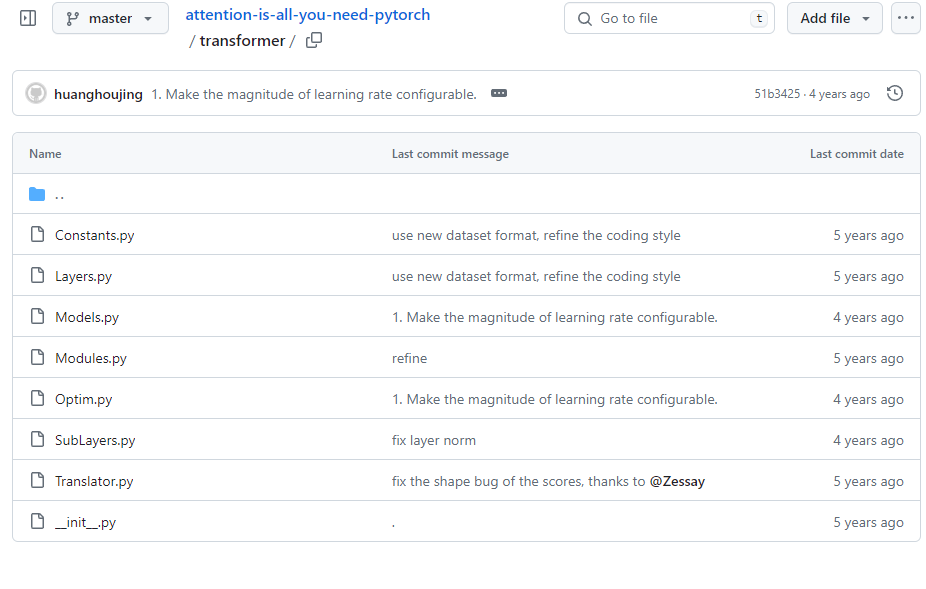 master
attention-is-all-you-need-pytorch
/ transformer /
Go to file
t
Add file
huanghoujing 1. Make the magnitude of learning rate configurable.
51b3425 · 4 years ago
Name Last commit message Last commit date
..
Constants.py use new dataset format, refine the coding style 5 years ago
Layers.py use new dataset format, refine the coding style 5 years ago
Models.py 1. Make the magnitude of learning rate configurable. 4 years ago
Modules.py refine 5 years ago
Optim.py 1. Make the magnitude of learning rate configurable. 4 years ago
SubLayers.py fix layer norm 4 years ago
Translator.py fix the shape bug of the scores, thanks to @Zessay 5 years ago
__init__.py . 5 years ago